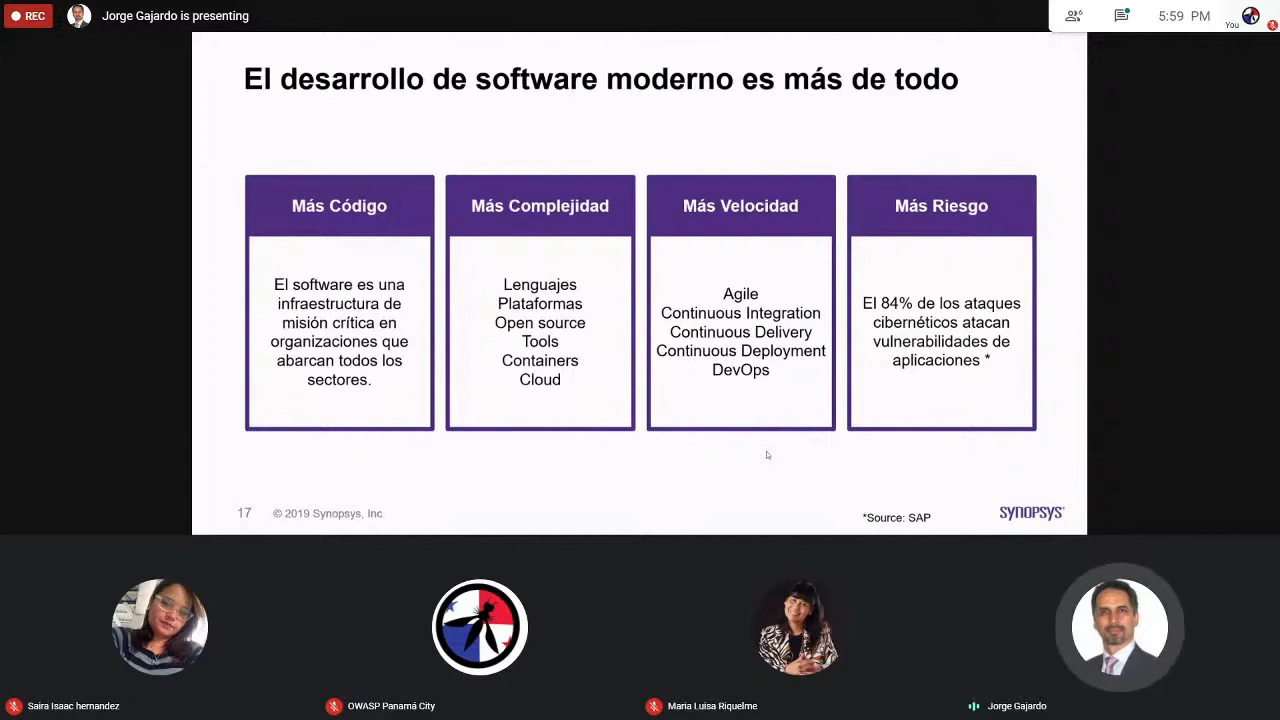 REC
Jorge Gajardo is presenting
6
5:59 PM
You
El desarrollo de software moderno es más de todo
Más Código
El software es una
infraestructura de
misión crítica en
organizaciones que
abarcan todos los
sectores.
Más Complejidad
Lenguajes
Plataformas
Open source
Tools
Containers
Cloud
Más Velocidad
Agile
Continuous Integration
Continuous Delivery
Continuous Deployment
DevOps
Más Riesgo
El 84% de los ataques
cibernéticos atacan
vulnerabilidades de
aplicaciones *
17
© 2019 Synopsys, Inc.
*Source: SAP
SYNOPSYS®
Saira Isaac hernandez
OWASP Panamá City
Maria Luisa Riquelme
Jorge Gajardo